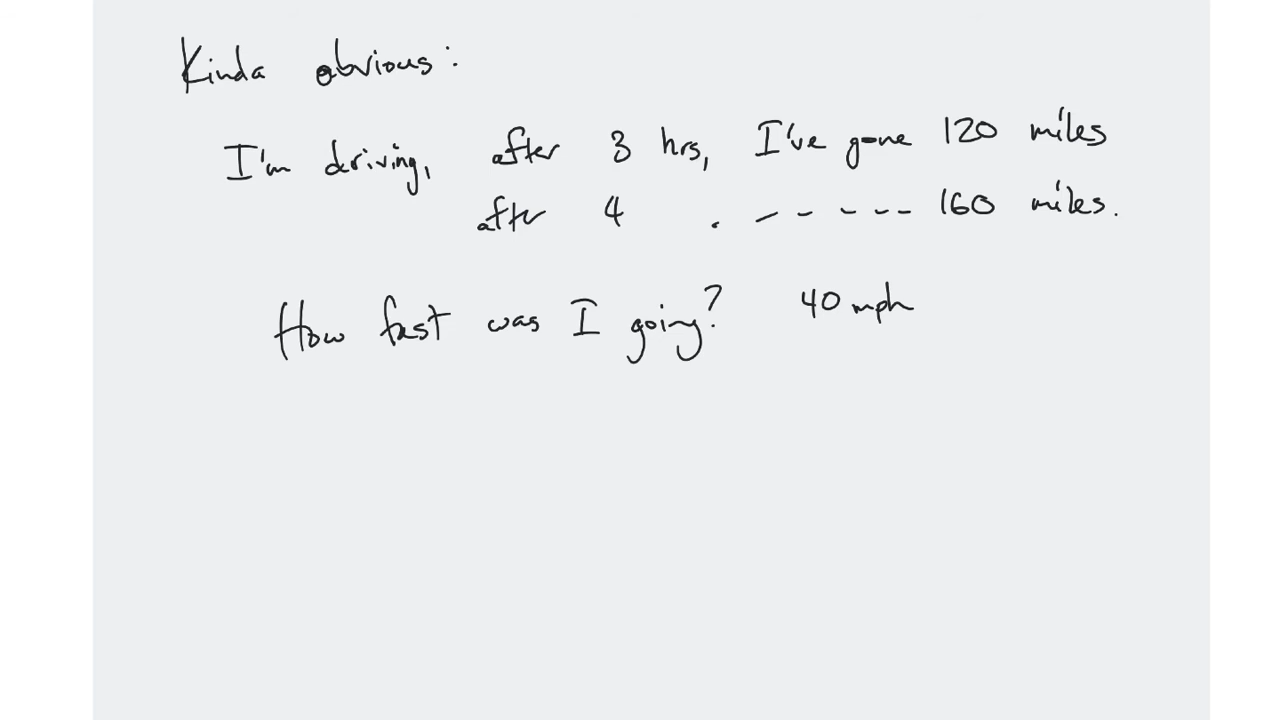 Kinda obvious:
I'm driving, after 3 hrs, I've gone 120 miles
after 4 . - - - - - 160 miles.
How fast was I going? 40 mph